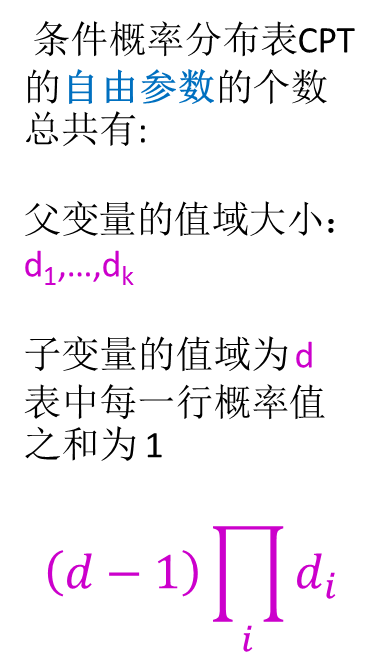 条件概率分布表CPT
的自由参数的个数
总共有:
父变量的值域大小：
d₁,…,dₖ
子变量的值域为 d
表中每一行概率值
之和为 1
(d − 1) ∏ᵢ dᵢ